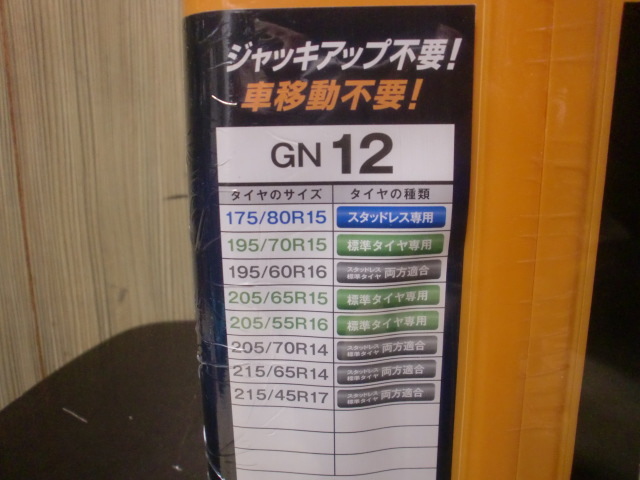 ジャッキアップ不要!
車移動不要!
GN 12
タイヤのサイズ タイヤの種類
175/80R15 スタッドレス専用
195/70R15 標準タイヤ専用
195/60R16 スタッドレス 標準タイヤ 両方適合
205/65R15 標準タイヤ専用
205/55R16 標準タイヤ専用
205/70R14 スタッドレス 標準タイヤ 両方適合
215/65R14 スタッドレス 標準タイヤ 両方適合
215/45R17 スタッドレス 標準タイヤ 両方適合